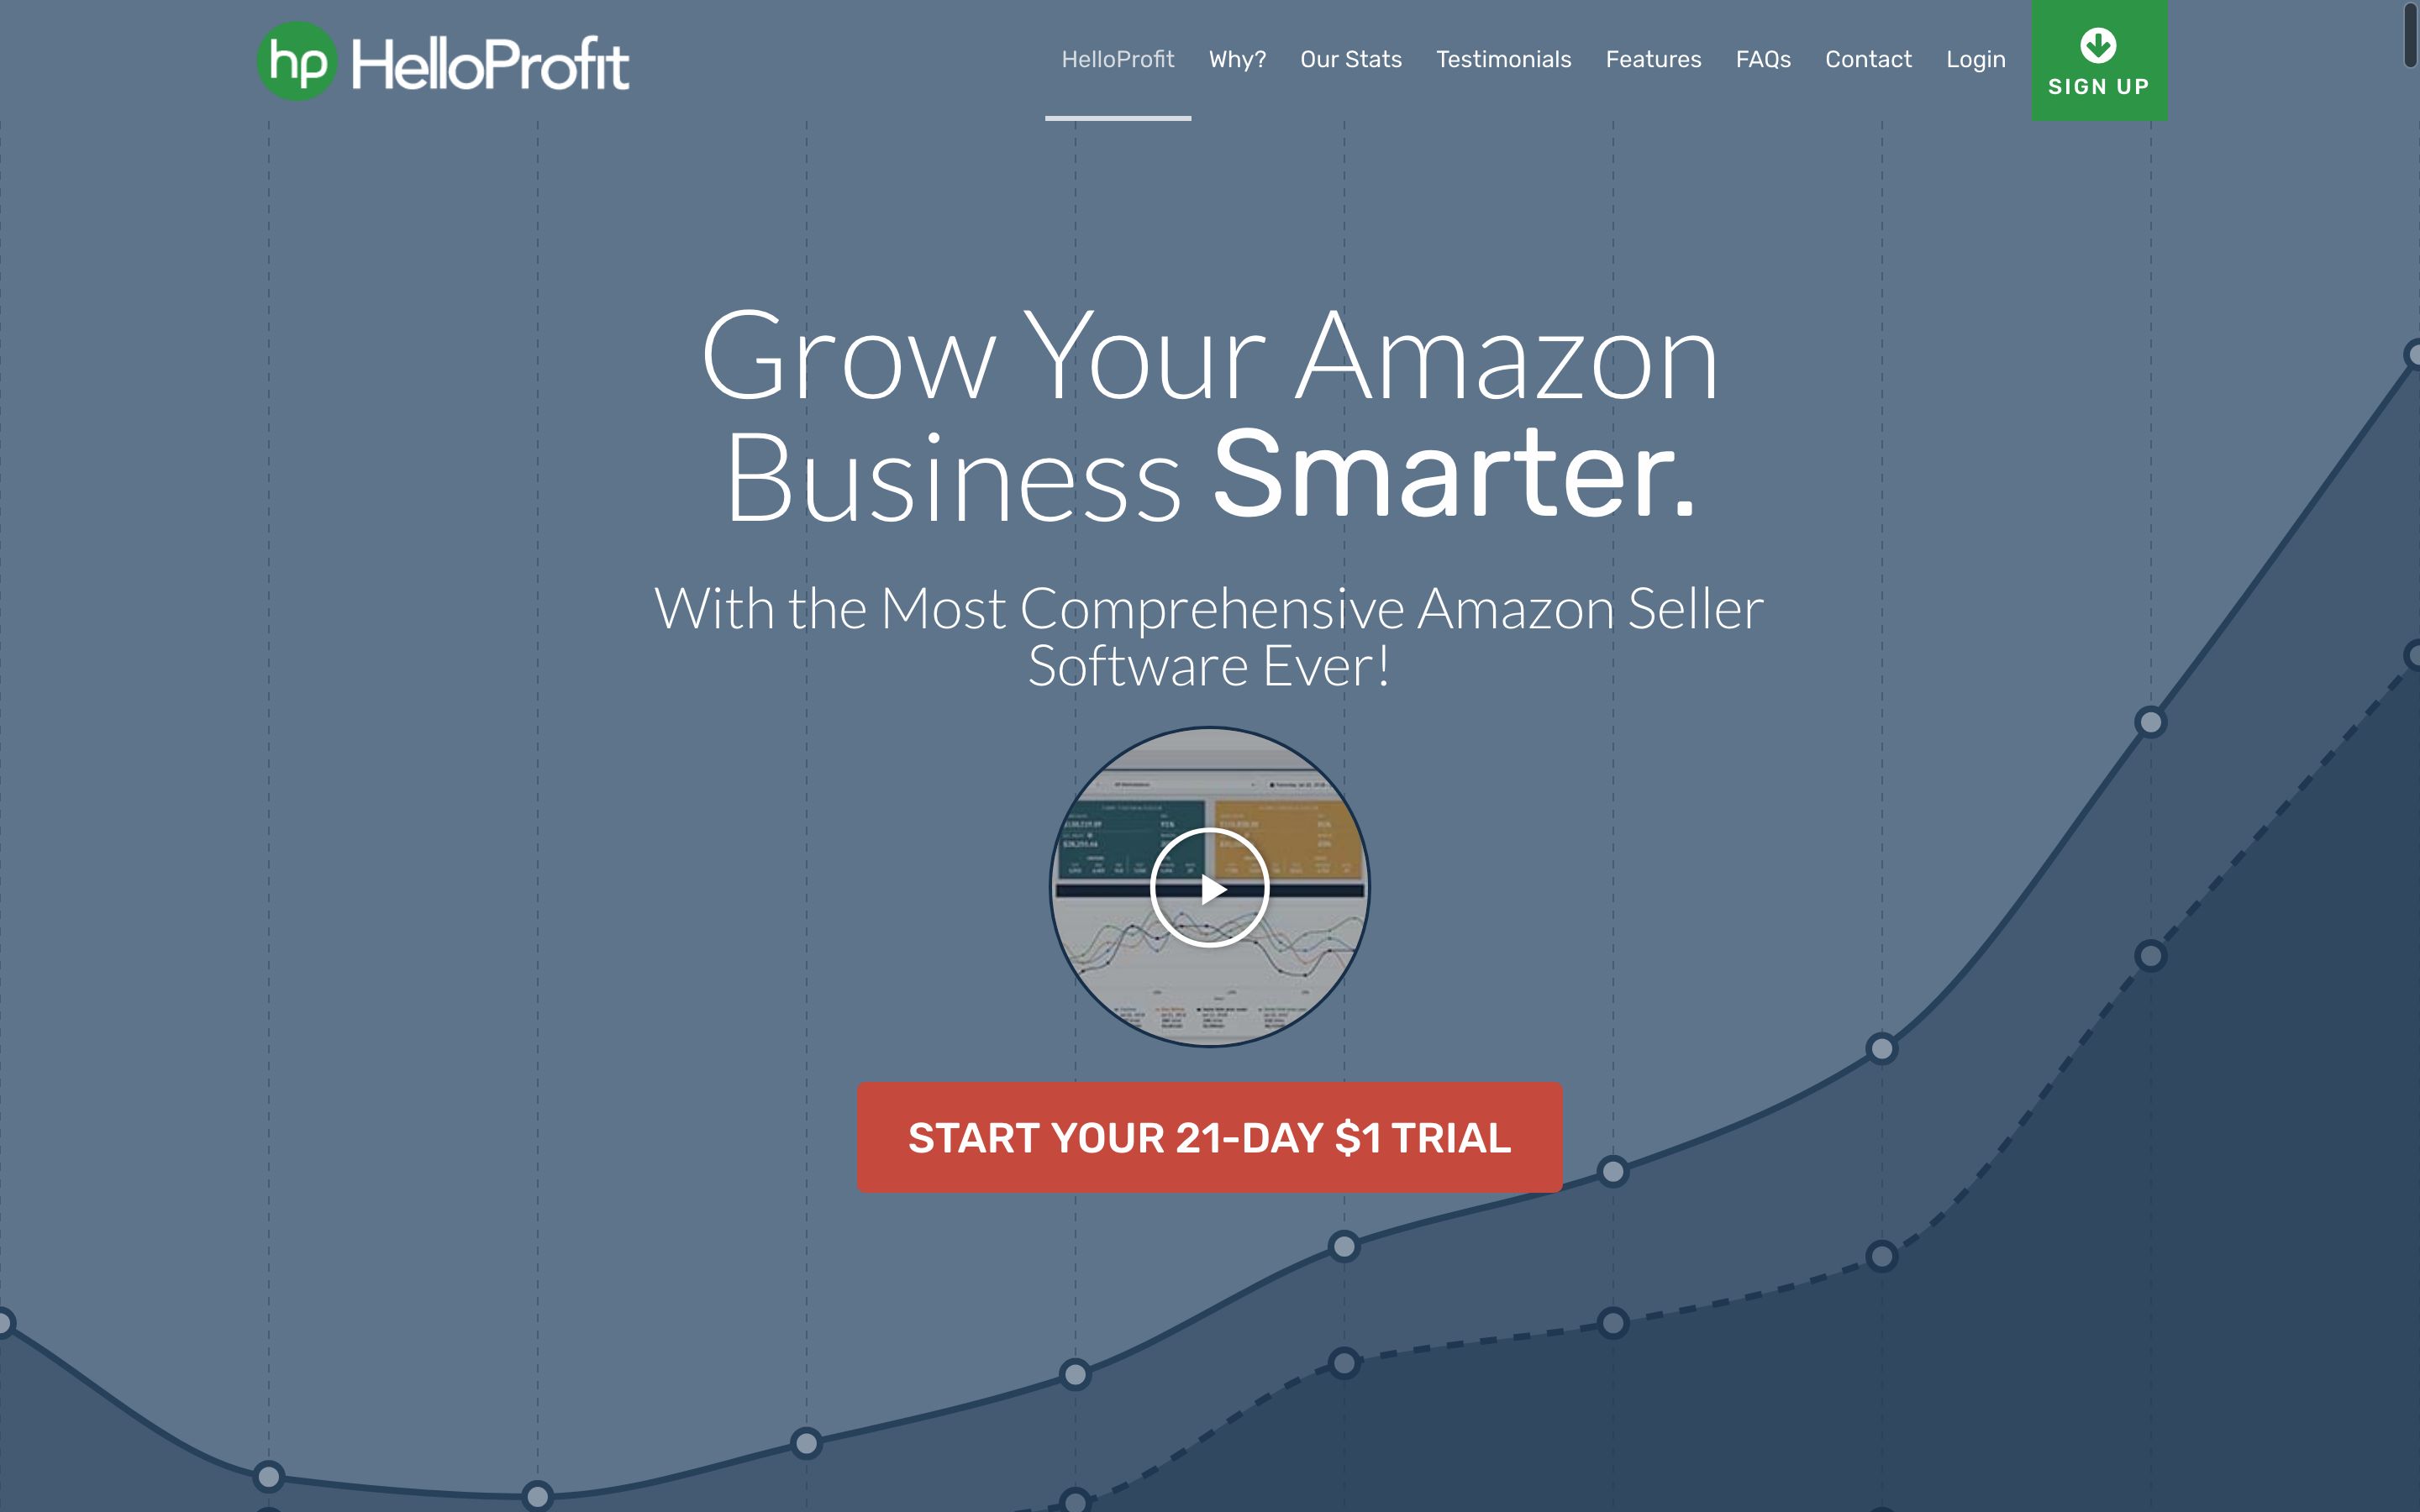 hp HelloProfit
HelloProfit Why? Our Stats Testimonials Features FAQs Contact Login
SIGN UP
Grow Your Amazon
Business Smarter.
With the Most Comprehensive Amazon Seller
Software Ever!
START YOUR 21-DAY $1 TRIAL